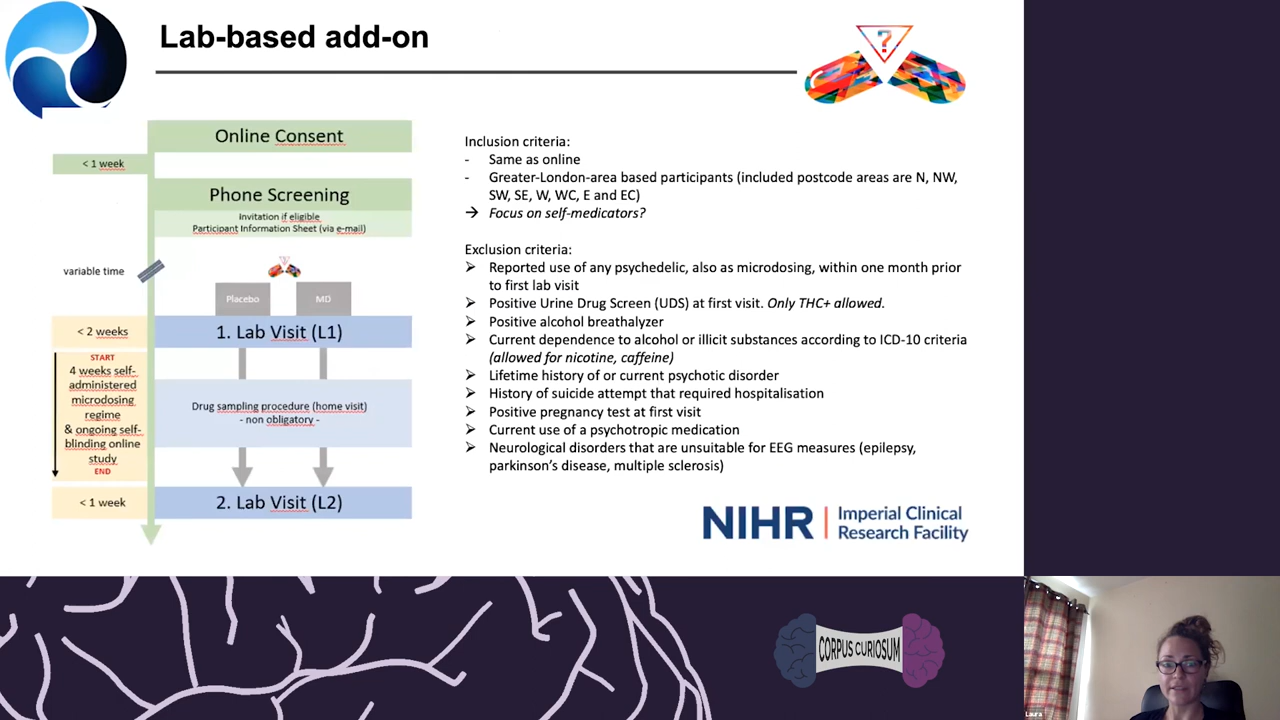 Lab-based add-on
?
Online Consent
< 1 week
Phone Screening
Invitation if eligible
Participant Information Sheet (via e-mail)
variable time
Placebo
MD
< 2 weeks
1. Lab Visit (L1)
START
4 weeks self-
administered
microdosing
regime
& ongoing self-
blinding online
study
END
Drug sampling procedure (home visit)
- non obligatory -
< 1 week
2. Lab Visit (L2)
Inclusion criteria:
- Same as online
- Greater-London-area based participants (included postcode areas are N, NW,
SW, SE, W, WC, E and EC)
→ Focus on self-medicators?
Exclusion criteria:
➢ Reported use of any psychedelic, also as microdosing, within one month prior
to first lab visit
➢ Positive Urine Drug Screen (UDS) at first visit. Only THC+ allowed.
➢ Positive alcohol breathalyzer
➢ Current dependence to alcohol or illicit substances according to ICD-10 criteria
(allowed for nicotine, caffeine)
➢ Lifetime history of or current psychotic disorder
➢ History of suicide attempt that required hospitalisation
➢ Positive pregnancy test at first visit
➢ Current use of a psychotropic medication
➢ Neurological disorders that are unsuitable for EEG measures (epilepsy,
parkinson's disease, multiple sclerosis)
NIHR | Imperial Clinical
Research Facility
CORPUS CURIOSUM
Laura